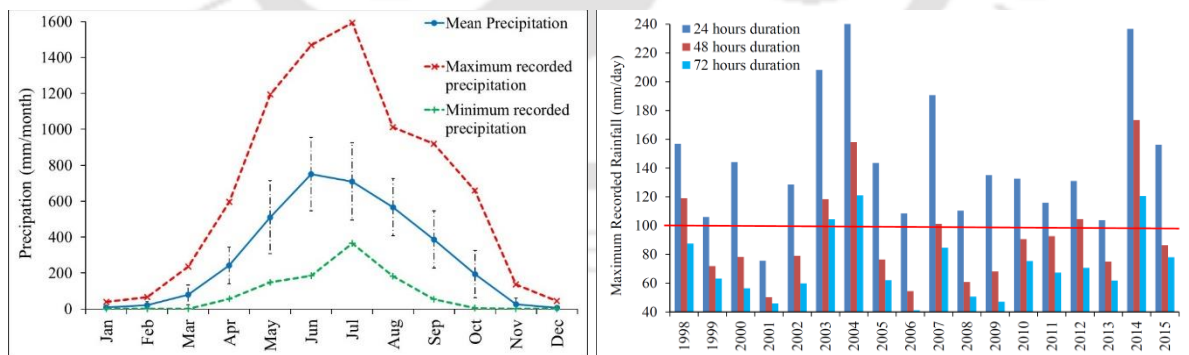 Precipation (mm/month)
1600
1400
1200
1000
800
600
400
200
0
Mean Precipitation
Maximum recorded
precipitation
Minimum recorded
precipitation
Jan
Feb
Mar
Apr
May
Jun
Jul
Aug
Sep
Oct
Nov
Dec
Maximum Recorded Rainfall (mm/day)
240
220
200
180
160
140
120
100
80
60
40
24 hours duration
48 hours duration
72 hours duration
1998
1999
2000
2001
2002
2003
2004
2005
2006
2007
2008
2009
2010
2011
2012
2013
2014
2015